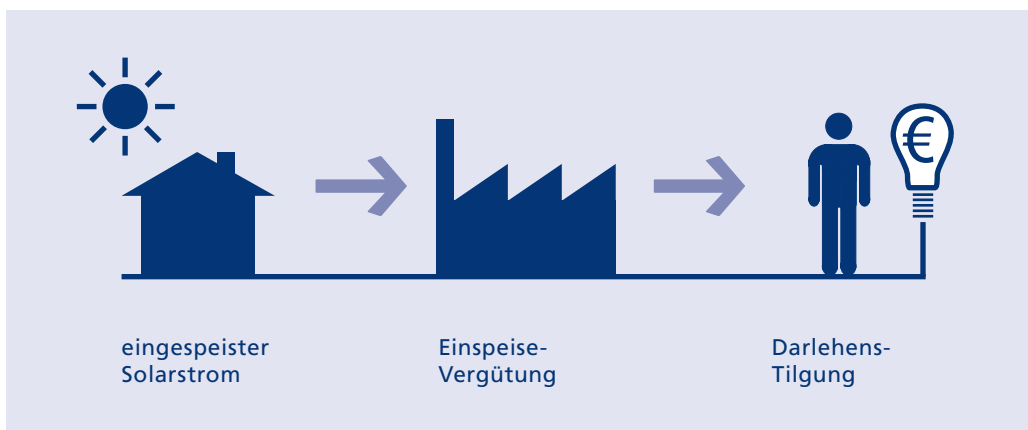 €
eingespeister
Solarstrom
Einspeise-
Vergütung
Darlehens-
Tilgung